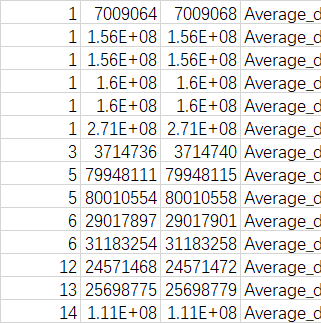 1 7009064 7009068 Average_d
1 1.56E+08 1.56E+08 Average_d
1 1.56E+08 1.56E+08 Average_d
1 1.6E+08 1.6E+08 Average_d
1 1.6E+08 1.6E+08 Average_d
1 2.71E+08 2.71E+08 Average_d
3 3714736 3714740 Average_d
5 79948111 79948115 Average_d
5 80010554 80010558 Average_d
6 29017897 29017901 Average_d
6 31183254 31183258 Average_d
12 24571468 24571472 Average_d
13 25698775 25698779 Average_d
14 1.11E+08 1.11E+08 Average_d